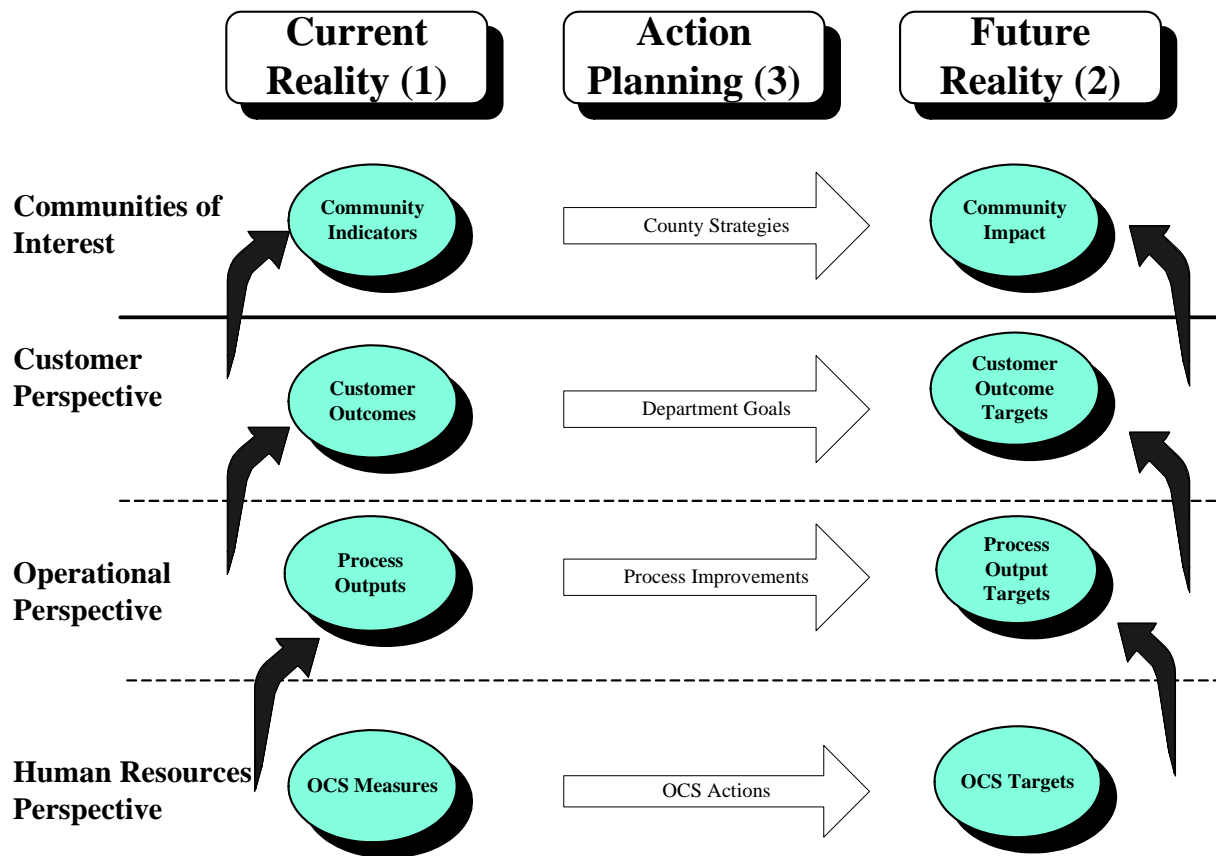 Current
Reality (1)
Action
Planning (3)
Future
Reality (2)
Communities of
Interest
Community
Indicators
County Strategies
Community
Impact
Customer
Perspective
Customer
Outcomes
Department Goals
Customer
Outcome
Targets
Operational
Perspective
Process
Outputs
Process Improvements
Process
Output
Targets
Human Resources
Perspective
OCS Measures
OCS Actions
OCS Targets